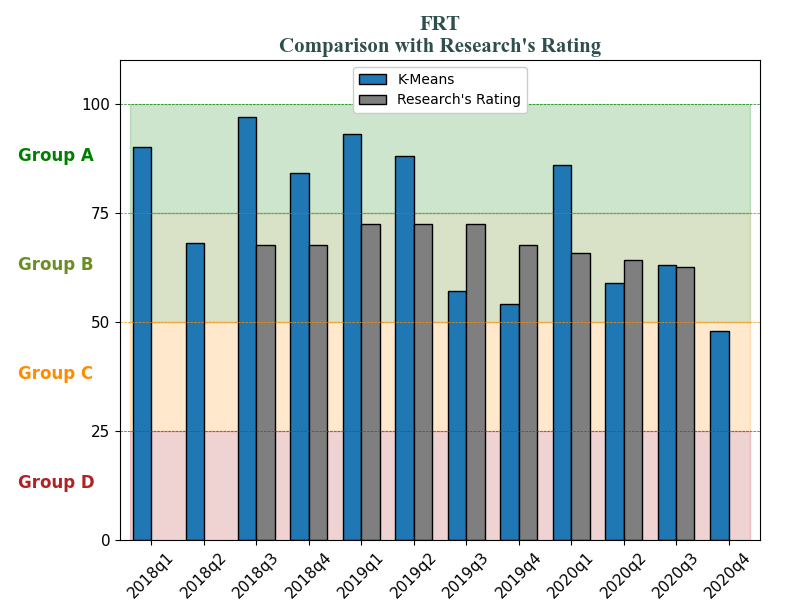 FRT
Comparison with Research's Rating
K-Means
Research's Rating
100
75
50
25
0
Group A
Group B
Group C
Group D
2018q1
2018q2
2018q3
2018q4
2019q1
2019q2
2019q3
2019q4
2020q1
2020q2
2020q3
2020q4